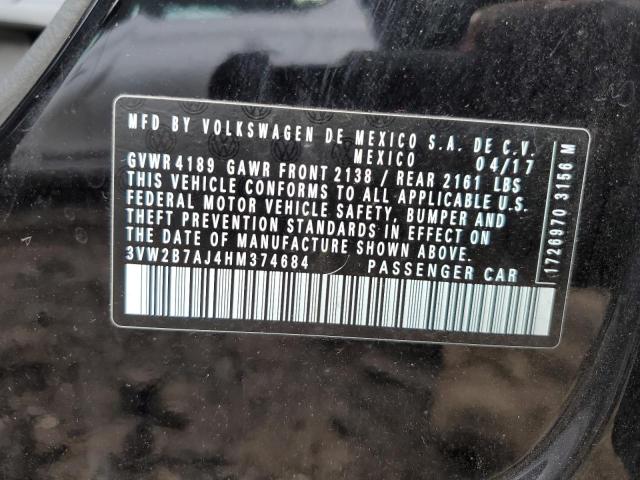 MFD BY VOLKSWAGEN DE MEXICO S.A. DE C.V.
MEXICO 04/17
GVWR 4189 GAWR FRONT 2138 / REAR 2161 LBS
THIS VEHICLE CONFORMS TO ALL APPLICABLE U.S.
FEDERAL MOTOR VEHICLE SAFETY, BUMPER AND
THEFT PREVENTION STANDARDS IN EFFECT ON
THE DATE OF MANUFACTURE SHOWN ABOVE.
3VW2B7AJ4HM374684 PASSENGER CAR
1726970 3156 M